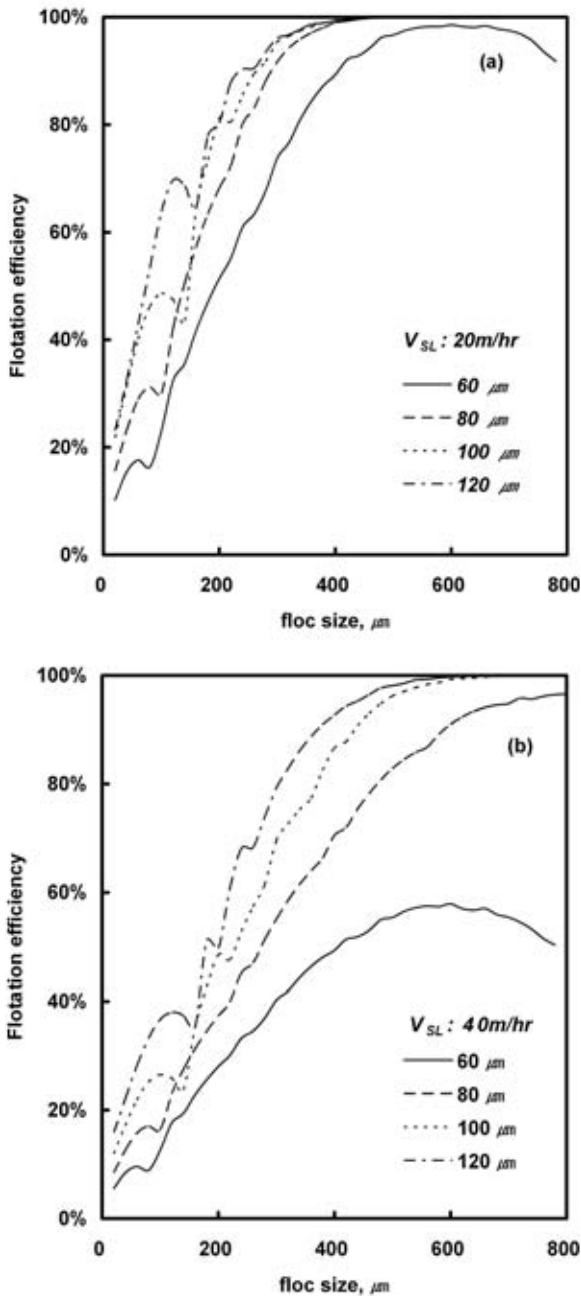 100%
80%
60%
40%
20%
0%
Flotation efficiency
(a)
V SL : 20m/hr
60 ㎛
80 ㎛
100 ㎛
120 ㎛
0 200 400 600 800
floc size, ㎛
100%
80%
60%
40%
20%
0%
Flotation efficiency
(b)
V SL : 40m/hr
60 ㎛
80 ㎛
100 ㎛
120 ㎛
0 200 400 600 800
floc size, ㎛